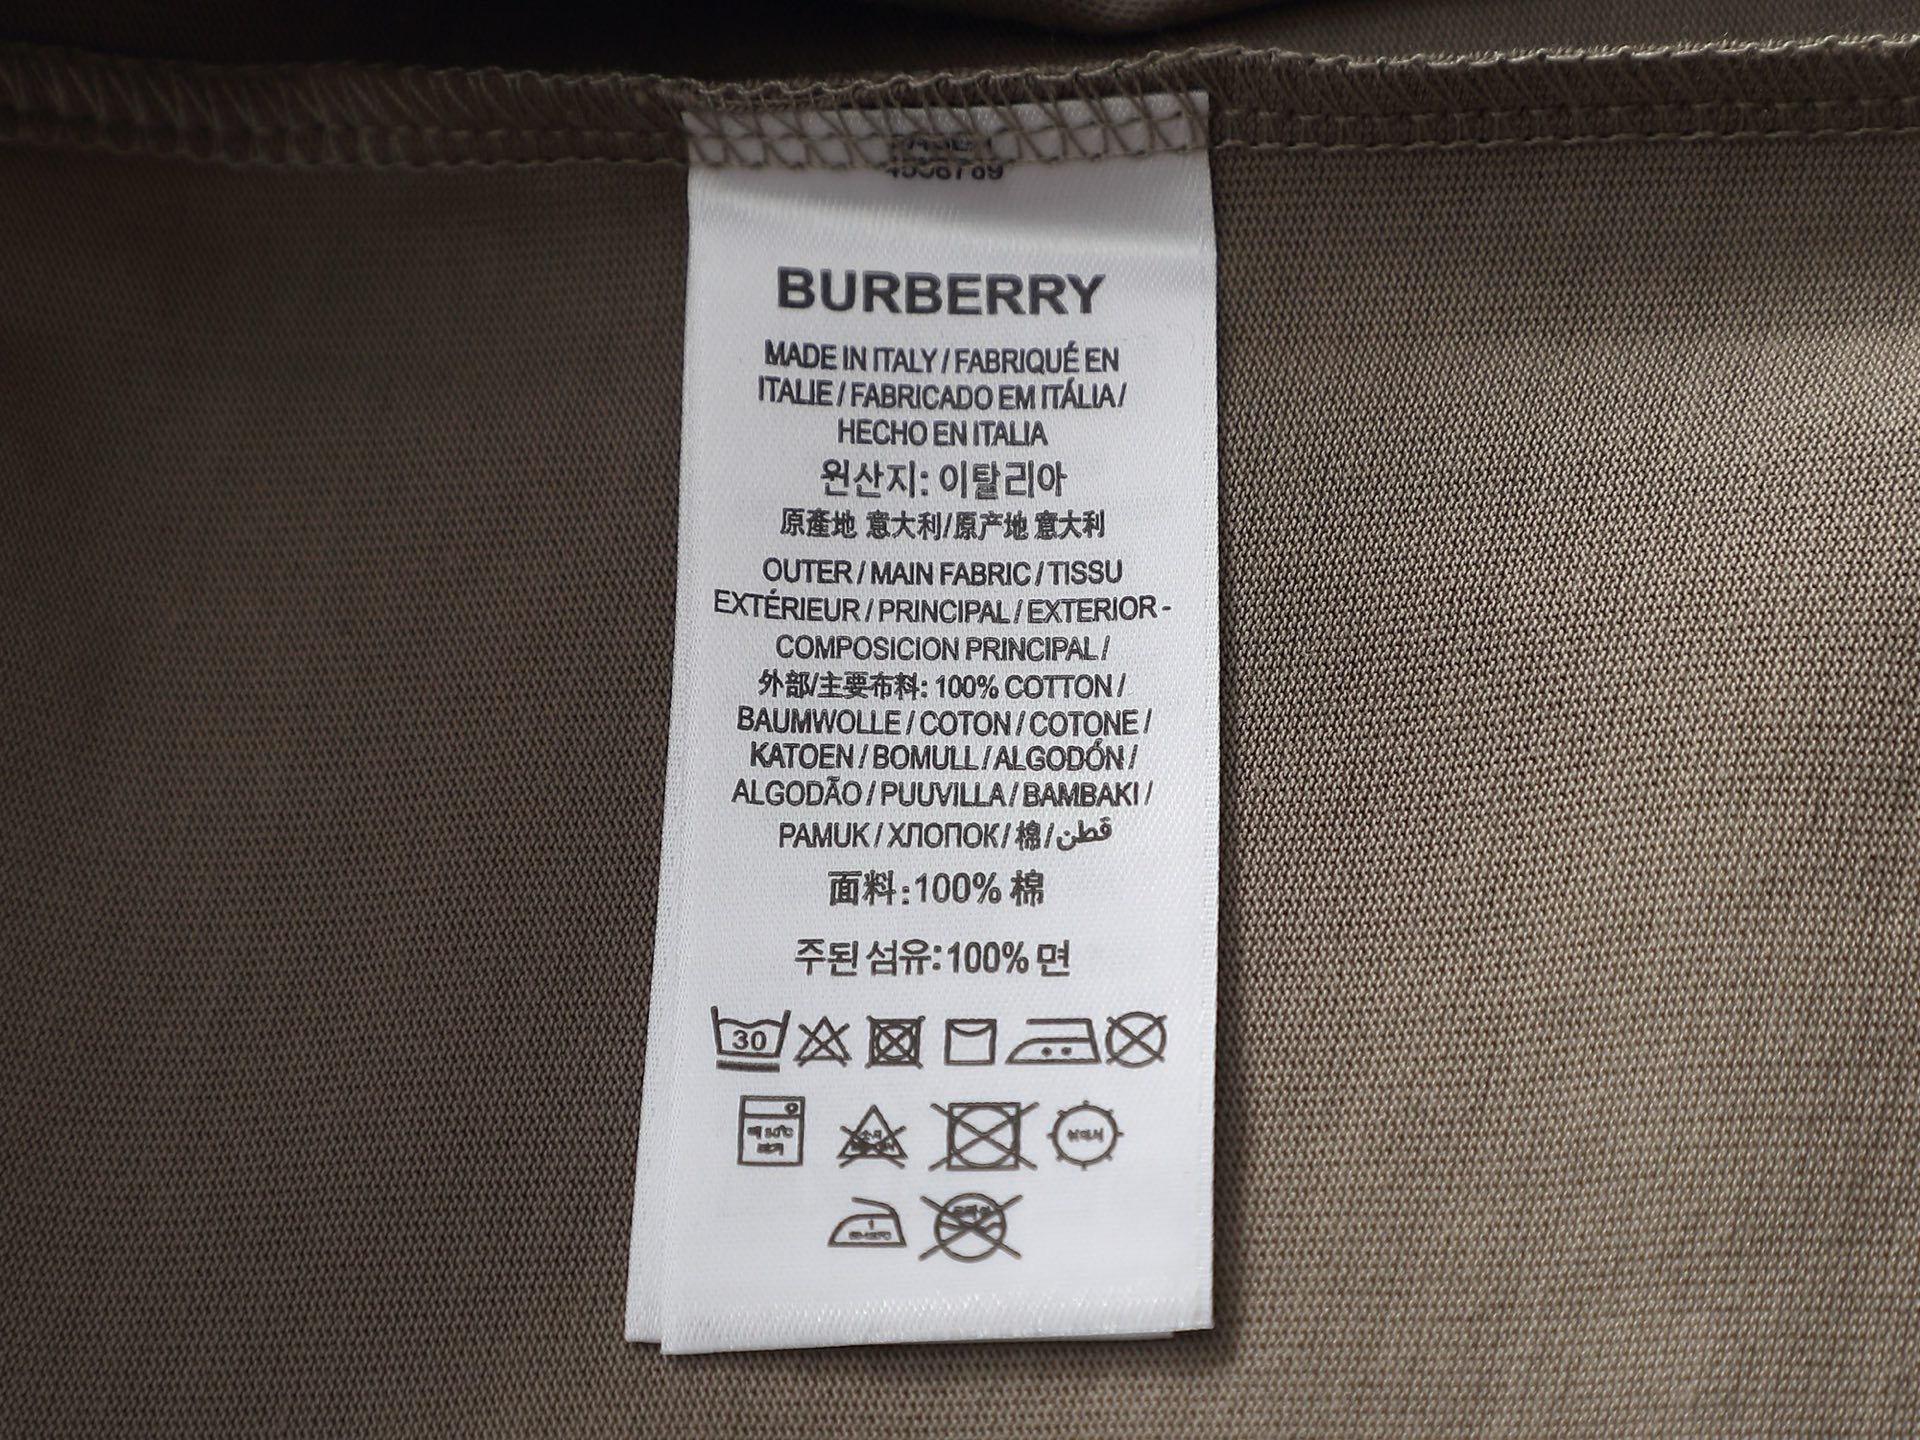 4568789
BURBERRY
MADE IN ITALY / FABRIQUÉ EN
ITALIE / FABRICADO EM ITÁLIA /
HECHO EN ITALIA
원산지: 이탈리아
原產地 意大利/原产地 意大利
OUTER / MAIN FABRIC / TISSU
EXTÉRIEUR / PRINCIPAL / EXTERIOR -
COMPOSICION PRINCIPAL /
外部/主要布料: 100% COTTON /
BAUMWOLLE / COTON / COTONE /
KATOEN / BOMULL / ALGODÓN /
ALGODÃO / PUUVILLA / BAMBAKI /
PAMUK / ХЛОПОК / 棉 / قطن
面料:100% 棉
주된 섬유:100% 면
30